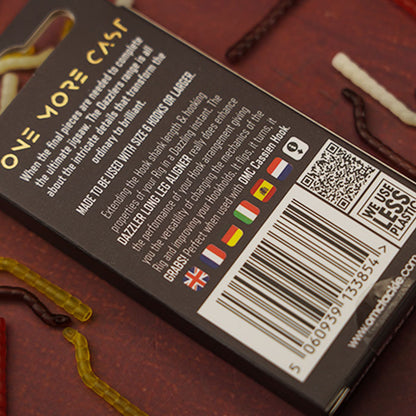 ONE MORE CAST
When the final pieces are needed to complete
the ultimate jigsaw, The Dazzlers range is all
about the intricate details that transform the
ordinary to brilliant.
MADE TO BE USED WITH SIZE 6 HOOKS OR LARGER.
Extending the Hook shank length & hooking
properties of your Rig in a Dazzling instant. The
DAZZLER LONG LEG ALIGNER really does enhance
the performance of your Hook arrangement giving
you the versatility of changing the mechanics of the
Rig and improving your Hookholds. It flips, it turns, it
GRABS! Perfect when used with OMC Cassien Hook.
WE USE
LESS
PLASTIC
5 060939 133854 >
www.omctackle.com